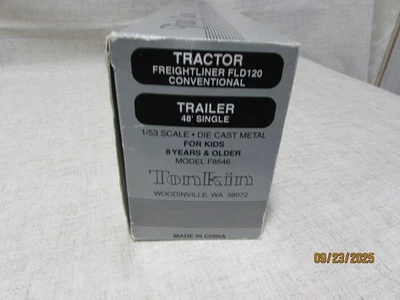 TRACTOR
FREIGHTLINER FLD120
CONVENTIONAL
TRAILER
48' SINGLE
1/53 SCALE • DIE CAST METAL
FOR KIDS
8 YEARS & OLDER
MODEL F8546
Tonkin
WOODINVILLE, WA 98072
MADE IN CHINA
09/23/2025